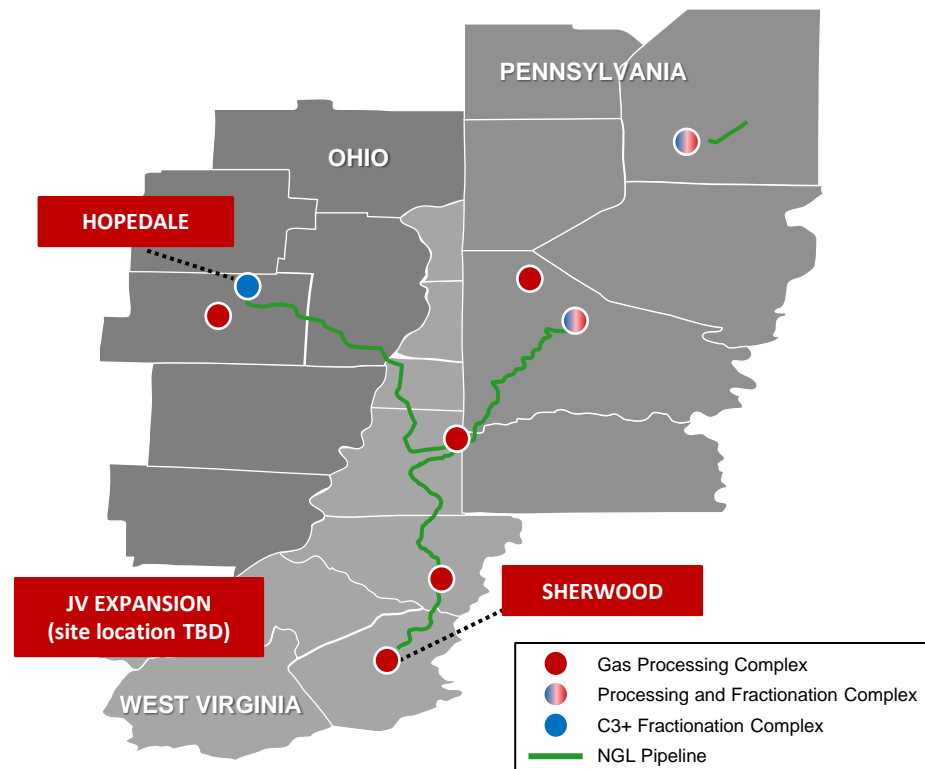 PENNSYLVANIA
OHIO
HOPEDALE
JV EXPANSION
(site location TBD)
SHERWOOD
WEST VIRGINIA
Gas Processing Complex
Processing and Fractionation Complex
C3+ Fractionation Complex
NGL Pipeline